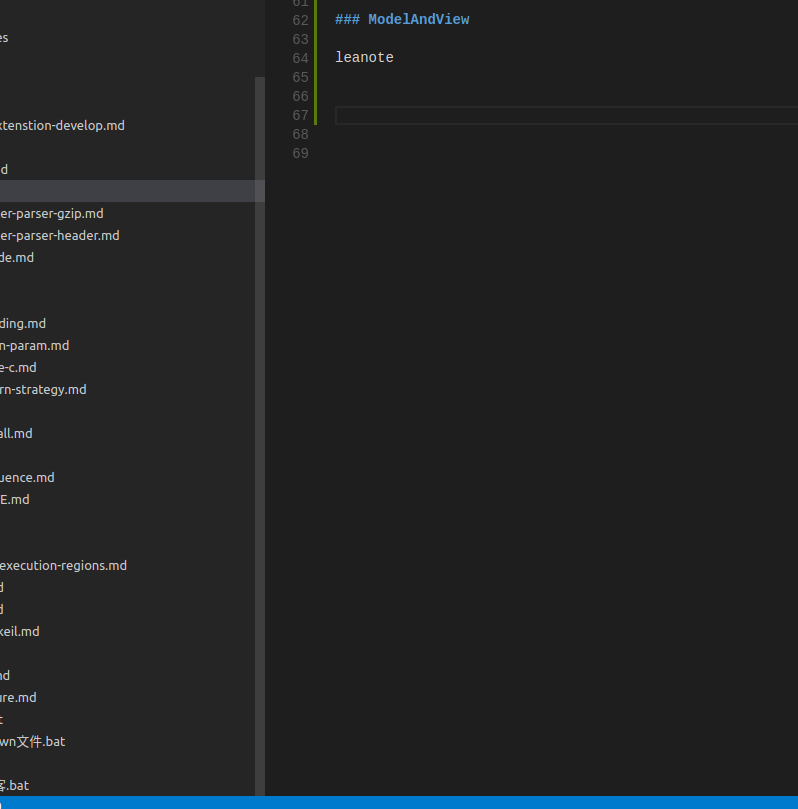 es
xtenstion-develop.md
d
er-parser-gzip.md
er-parser-header.md
de.md
ding.md
n-param.md
e-c.md
rn-strategy.md
all.md
uence.md
E.md
execution-regions.md
d
d
keil.md
nd
ure.md
t
wn文件.bat
客.bat
61
62 ### ModelAndView
63
64 leanote
65
66
67
68
69